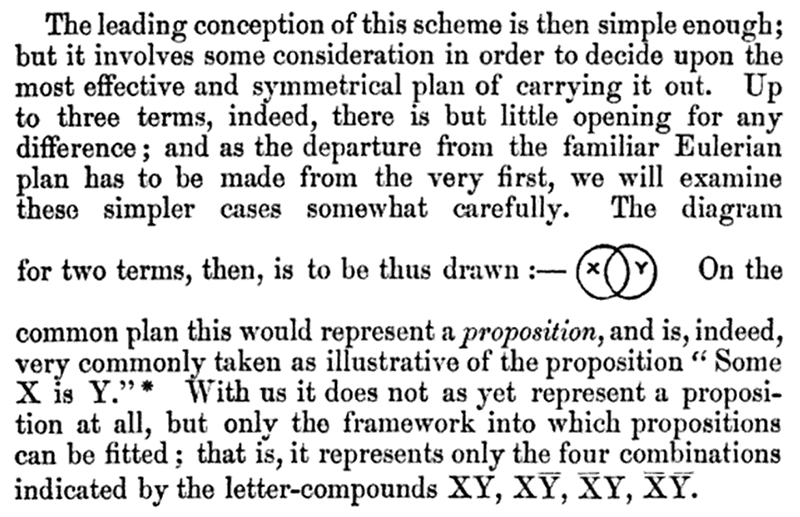 The leading conception of this scheme is then simple enough;
but it involves some consideration in order to decide upon the
most effective and symmetrical plan of carrying it out. Up
to three terms, indeed, there is but little opening for any
difference; and as the departure from the familiar Eulerian
plan has to be made from the very first, we will examine
these simpler cases somewhat carefully. The diagram
for two terms, then, is to be thus drawn :— X Y On the
common plan this would represent a proposition, and is, indeed,
very commonly taken as illustrative of the proposition “ Some
X is Y.”* With us it does not as yet represent a proposi-
tion at all, but only the framework into which propositions
can be fitted; that is, it represents only the four combinations
indicated by the letter-compounds XY, XY̅, X̅Y, X̅Y̅.